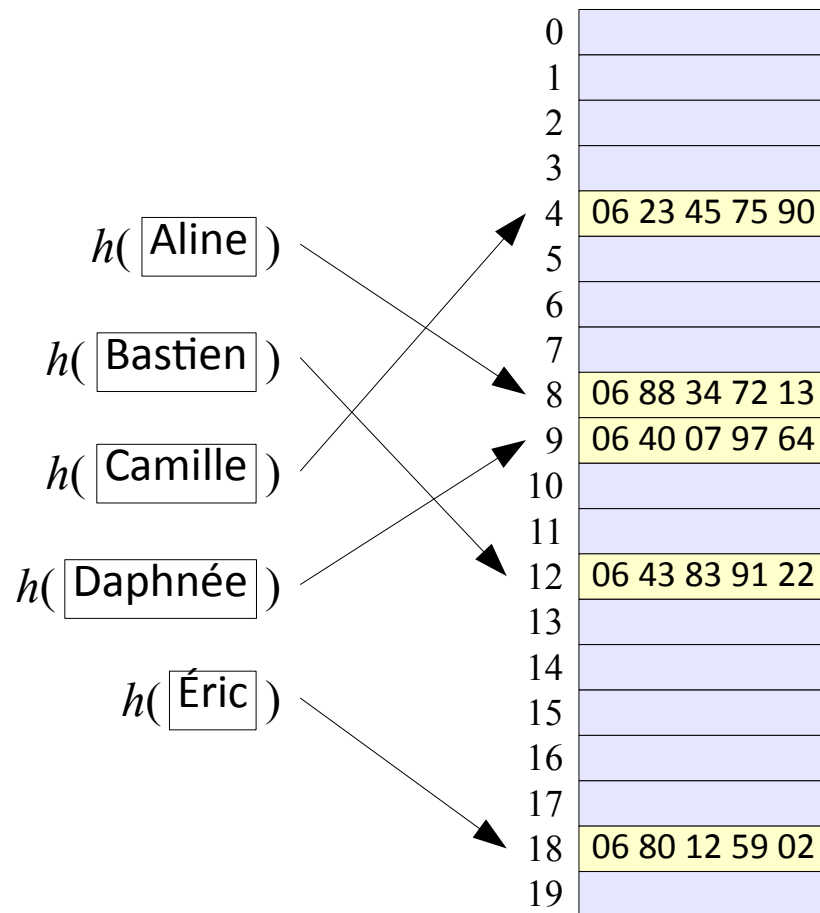 h( Aline )
h( Bastien )
h( Camille )
h( Daphnée )
h( Éric )
0
1
2
3
4 06 23 45 75 90
5
6
7
8 06 88 34 72 13
9 06 40 07 97 64
10
11
12 06 43 83 91 22
13
14
15
16
17
18 06 80 12 59 02
19